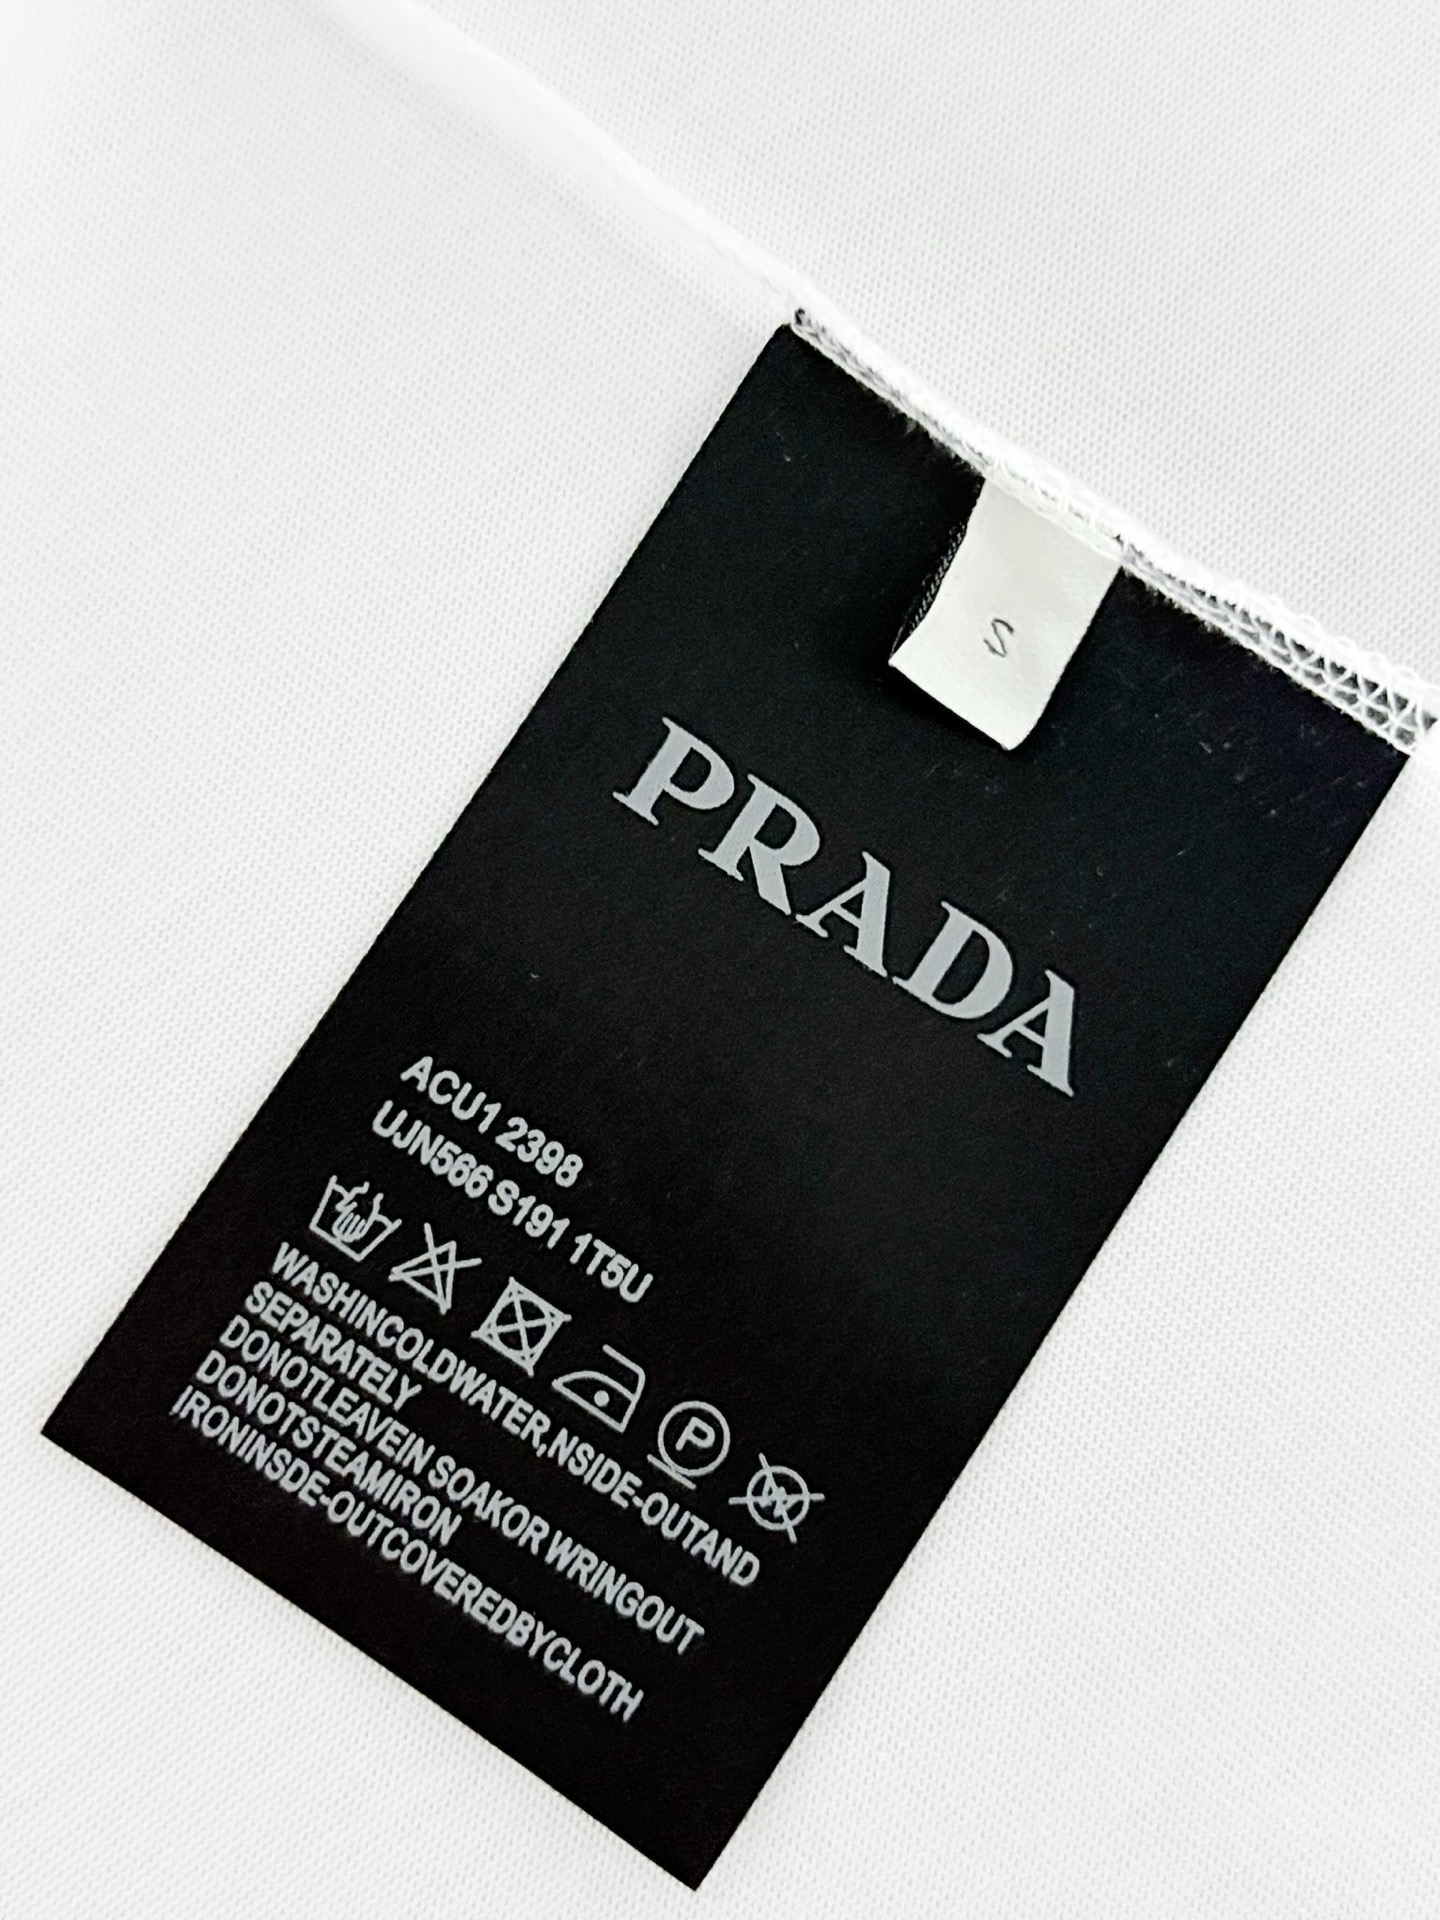 S
PRADA
ACU1 2398
UJN566 S191 1T5U
P W
WASHINCOLDWATER,NSIDE-OUTAND
SEPARATELY
DONOTLEAVEIN SOAKOR WRINGOUT
DONOTSTEAMIRON
IRONINSDE-OUTCOVEREDBYCLOTH